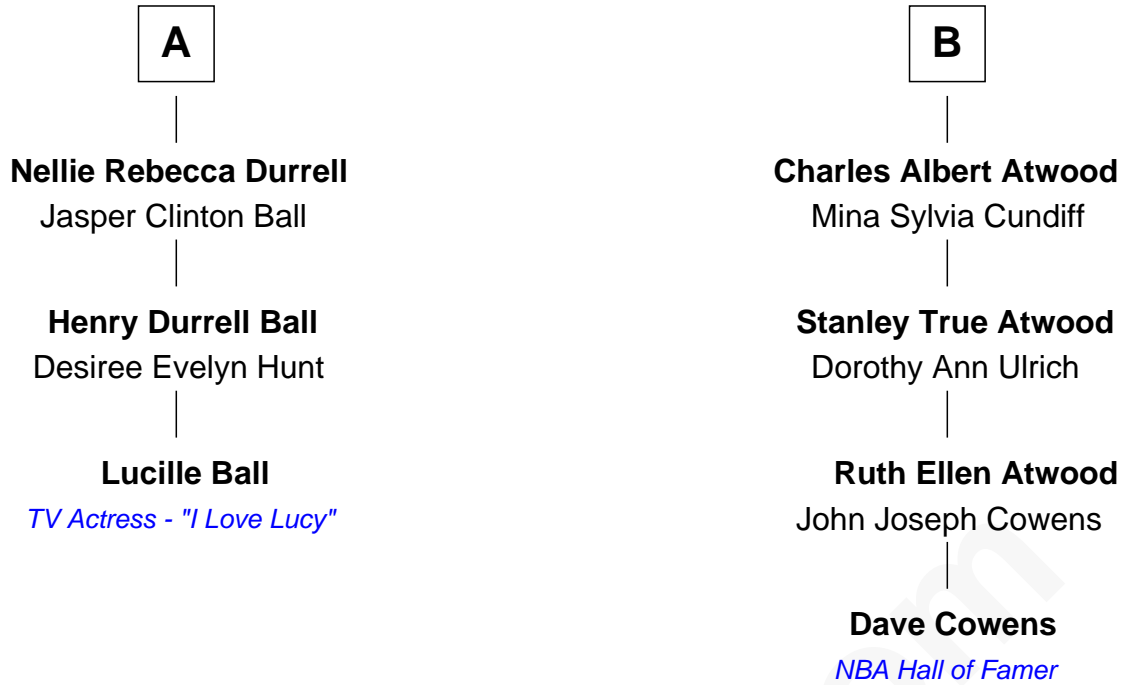 A
Nellie Rebecca Durrell
Jasper Clinton Ball
Henry Durrell Ball
Desiree Evelyn Hunt
Lucille Ball
TV Actress - "I Love Lucy"
B
Charles Albert Atwood
Mina Sylvia Cundiff
Stanley True Atwood
Dorothy Ann Ulrich
Ruth Ellen Atwood
John Joseph Cowens
Dave Cowens
NBA Hall of Famer